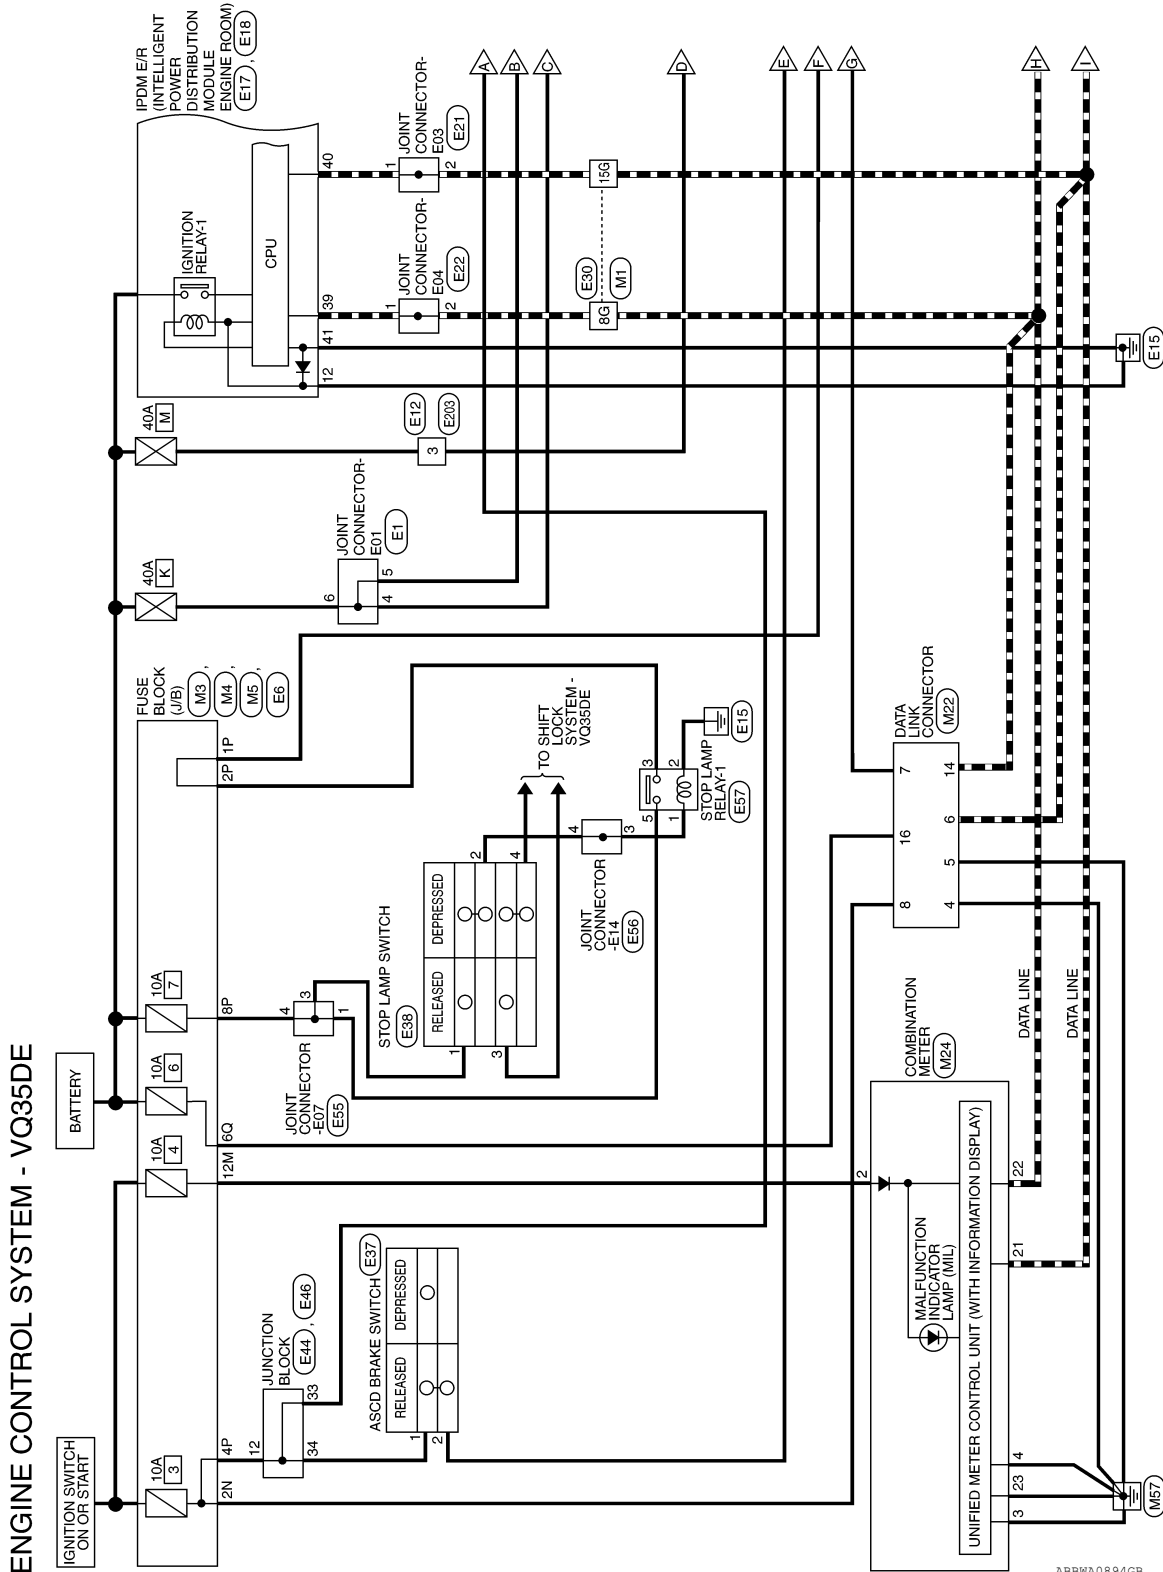 ENGINE CONTROL SYSTEM - VQ35DE
IGNITION SWITCH
ON OR START
BATTERY
10A
3
10A
4
10A
6
10A
7
FUSE
BLOCK
(J/B)
M3 ,
M4 ,
M5 ,
E6
40A
K
40A
M
IPDM E/R
(INTELLIGENT
POWER
DISTRIBUTION
MODULE
ENGINE ROOM)
E17 , E18
IGNITION
RELAY-1
CPU
2N
4P
12M
6Q
8P
2P
1P
12
41
39
40
JUNCTION
BLOCK
E44 , E46
12
34
33
JOINT
CONNECTOR
-E07
E55
4
3
1
JOINT
CONNECTOR-
E01
E1
6
5
4
E12
E203
3
JOINT
CONNECTOR-
E04
E22
1
2
JOINT
CONNECTOR-
E03
E21
1
2
ASCD BRAKE SWITCH
E37
RELEASED
DEPRESSED
1
2
STOP LAMP SWITCH
E38
RELEASED
DEPRESSED
1
3
2
4
TO SHIFT
LOCK
SYSTEM -
VQ35DE
JOINT
CONNECTOR
-E14
E56
4
3
STOP LAMP
RELAY-1
E57
5
1
3
2
E15
E30
M1
8G
15G
A
B
C
D
E
F
G
H
I
DATA
LINK
CONNECTOR
M22
8
16
7
4
5
6
14
E15
COMBINATION
METER
M24
2
MALFUNCTION
INDICATOR
LAMP (MIL)
UNIFIED METER CONTROL UNIT (WITH INFORMATION DISPLAY)
3
23
4
21
22
DATA LINE
DATA LINE
M57
ABBWA0894GB